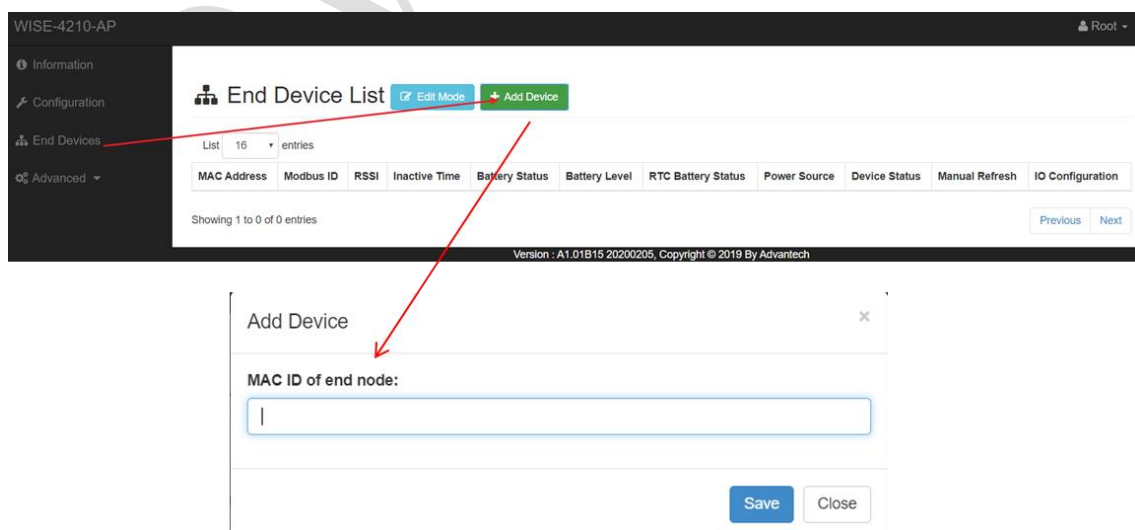 WISE-4210-AP
Root
Information
Configuration
End Devices
Advanced
End Device List Edit Mode + Add Device
List 16 entries
MAC Address Modbus ID RSSI Inactive Time Battery Status Battery Level RTC Battery Status Power Source Device Status Manual Refresh IO Configuration
Showing 1 to 0 of 0 entries
Previous Next
Version : A1.01B15 20200205, Copyright © 2019 By Advantech
Add Device ×
MAC ID of end node:
Save Close